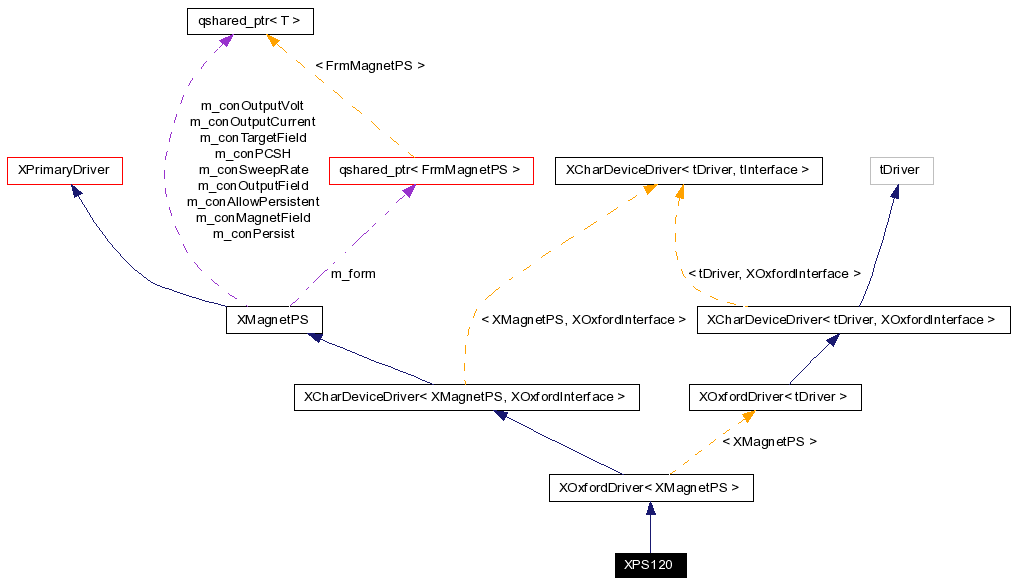 qshared_ptr< T >
< FrmMagnetPS >
m_conOutputVolt
m_conOutputCurrent
m_conTargetField
m_conPCSH
m_conSweepRate
m_conOutputField
m_conAllowPersistent
m_conMagnetField
m_conPersist
XPrimaryDriver
qshared_ptr< FrmMagnetPS >
XCharDeviceDriver< tDriver, tInterface >
tDriver
m_form
< tDriver, XOxfordInterface >
XMagnetPS
< XMagnetPS, XOxfordInterface >
XCharDeviceDriver< tDriver, XOxfordInterface >
XCharDeviceDriver< XMagnetPS, XOxfordInterface >
XOxfordDriver< tDriver >
< XMagnetPS >
XOxfordDriver< XMagnetPS >
XPS120